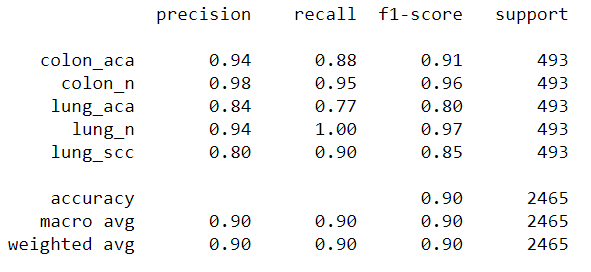 precision recall f1-score support
colon_aca 0.94 0.88 0.91 493
colon_n 0.98 0.95 0.96 493
lung_aca 0.84 0.77 0.80 493
lung_n 0.94 1.00 0.97 493
lung_scc 0.80 0.90 0.85 493
accuracy 0.90 2465
macro avg 0.90 0.90 0.90 2465
weighted avg 0.90 0.90 0.90 2465